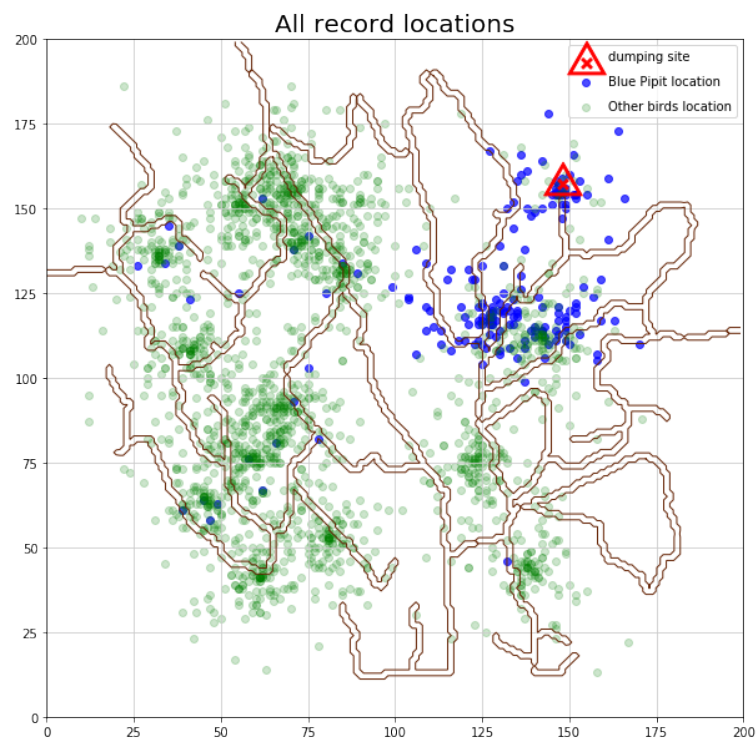 All record locations
dumping site
Blue Pipit location
Other birds location
200
175
150
125
100
75
50
25
0
0 25 50 75 100 125 150 175 200